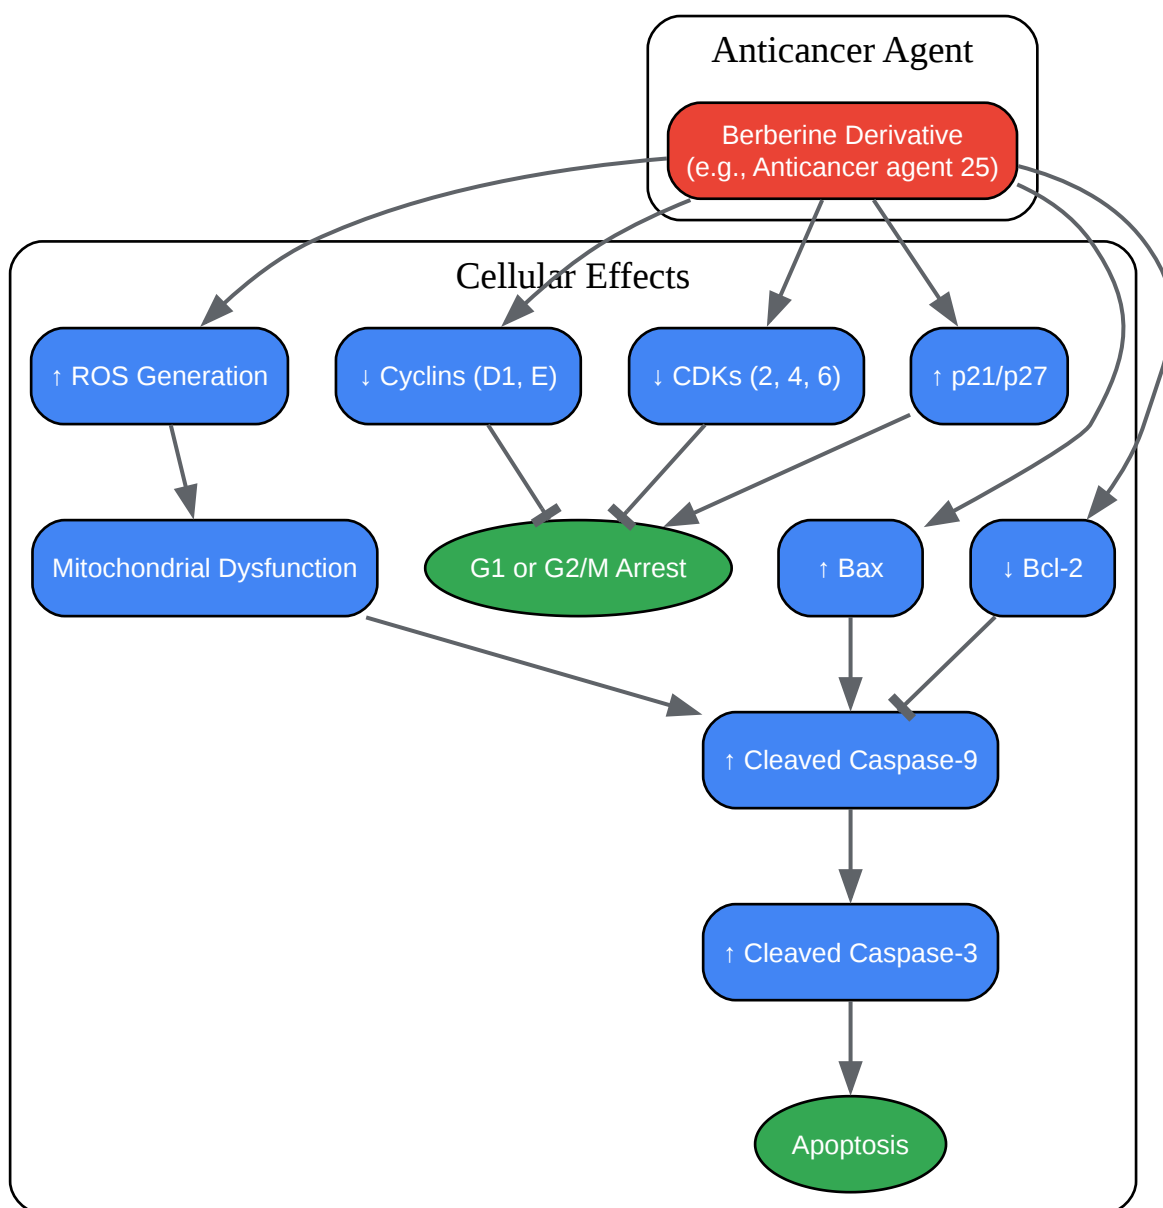 Anticancer Agent
Berberine Derivative
(e.g., Anticancer agent 25)
Cellular Effects
↑ ROS Generation
↓ Cyclins (D1, E)
↓ CDKs (2, 4, 6)
↑ p21/p27
Mitochondrial Dysfunction
G1 or G2/M Arrest
↑ Bax
↓ Bcl-2
↑ Cleaved Caspase-9
↑ Cleaved Caspase-3
Apoptosis